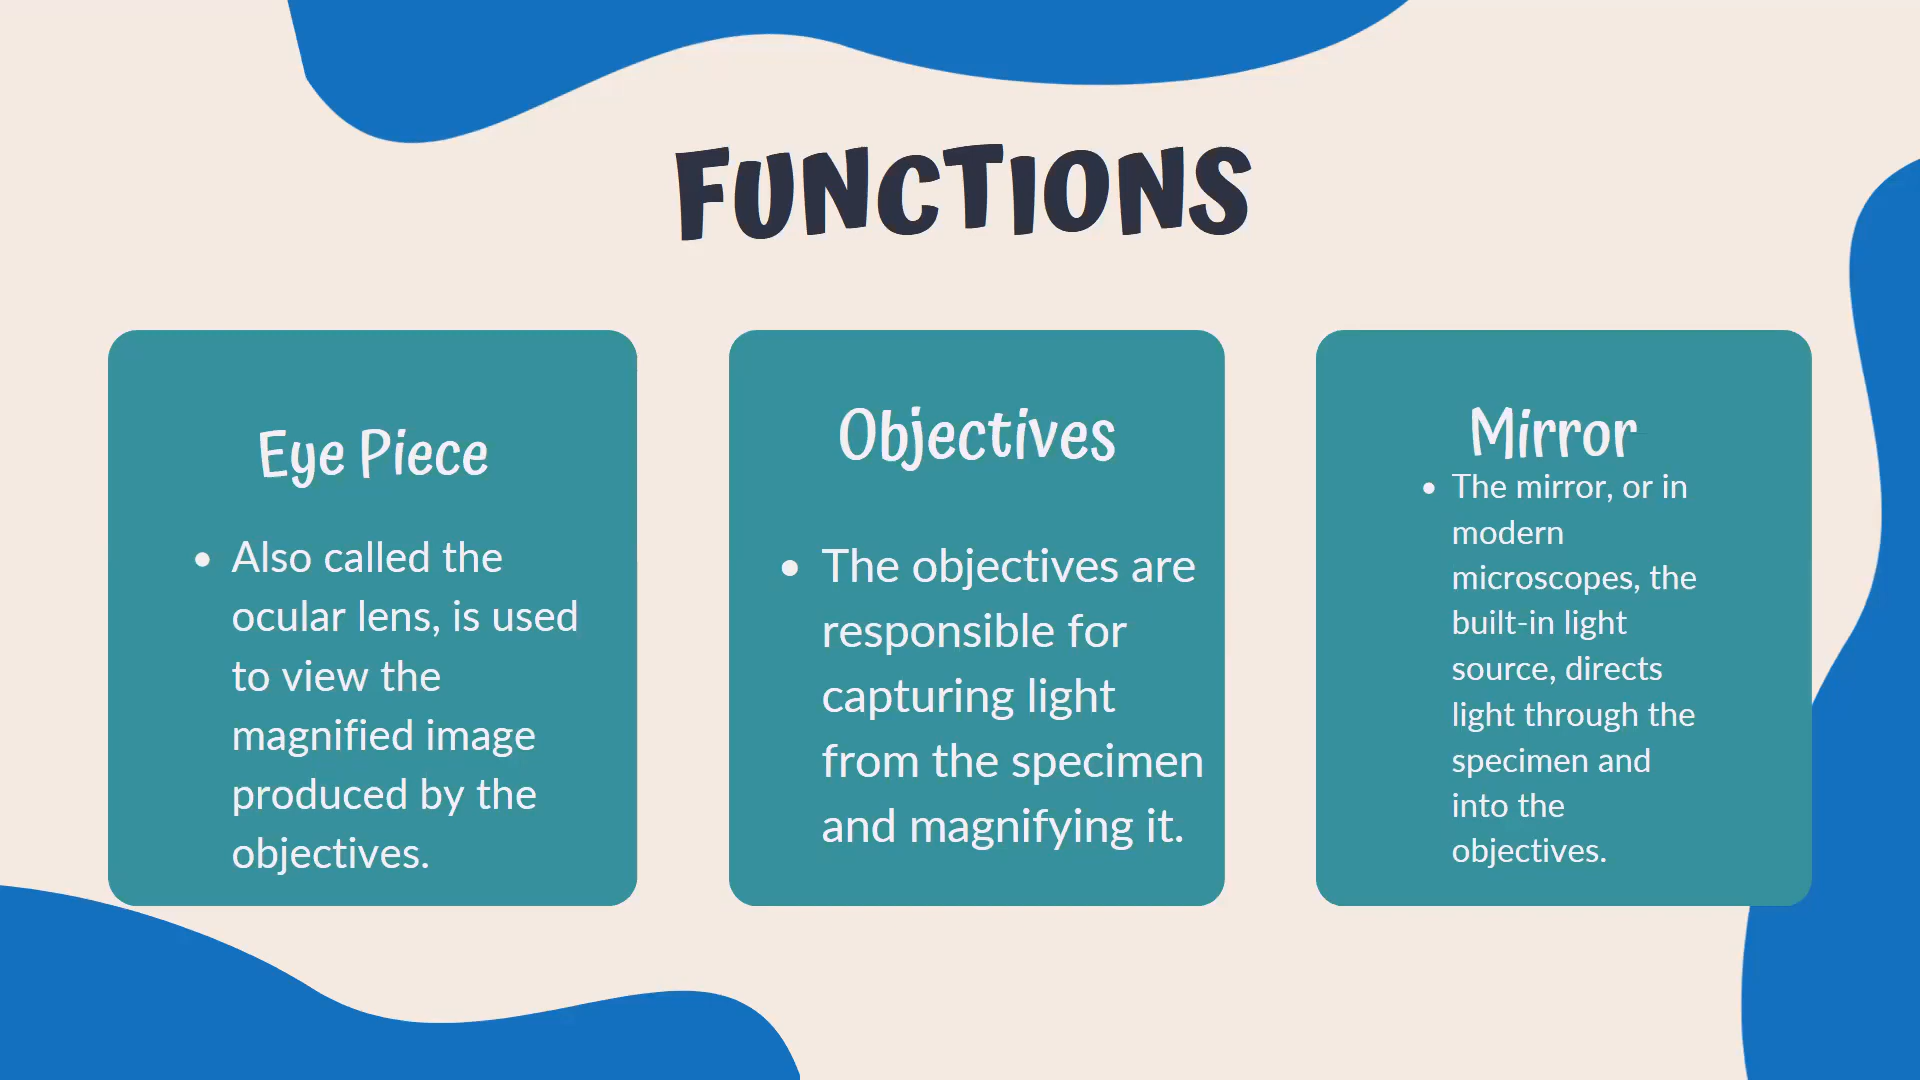 FUNCTIONS
Eye Piece
• Also called the
ocular lens, is used
to view the
magnified image
produced by the
objectives.
Objectives
• The objectives are
responsible for
capturing light
from the specimen
and magnifying it.
Mirror
• The mirror, or in
modern
microscopes, the
built-in light
source, directs
light through the
specimen and
into the
objectives.